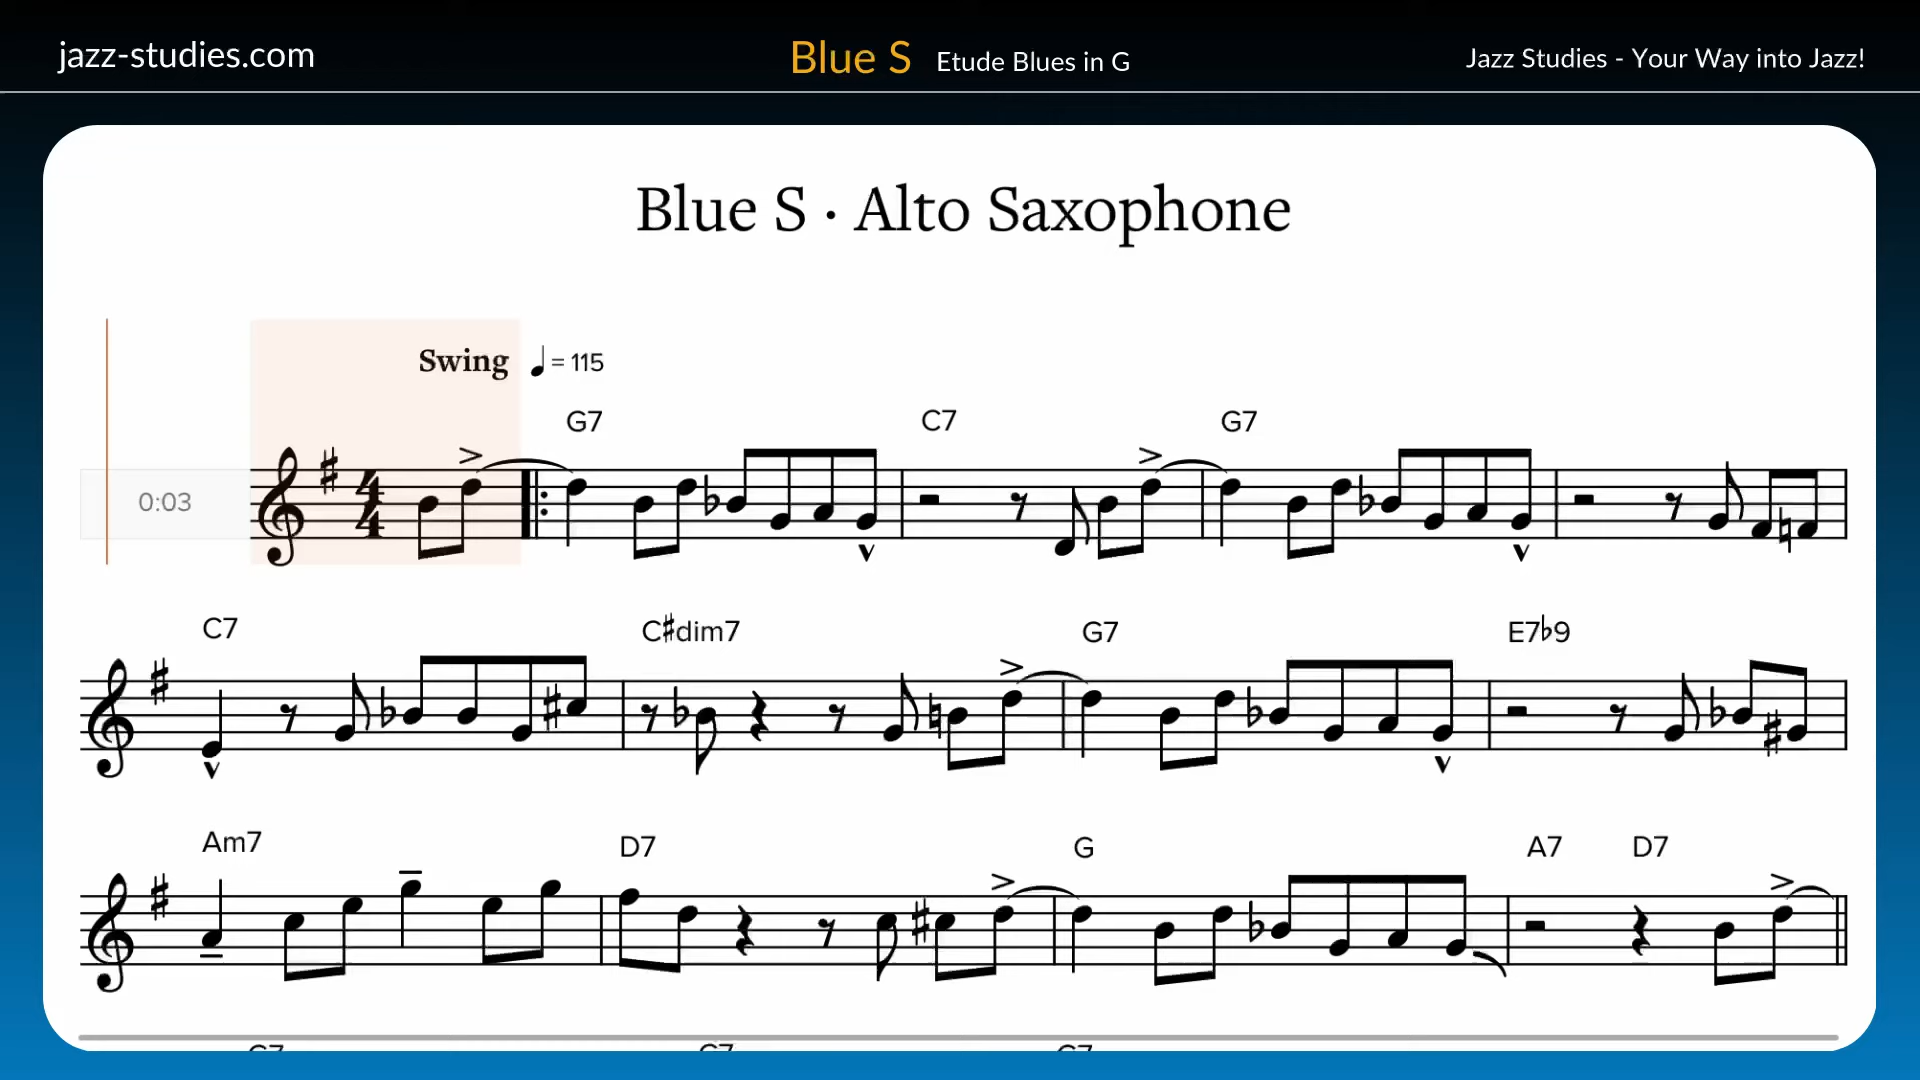 jazz-studies.com Blue S Etude Blues in G Jazz Studies - Your Way into Jazz!
Blue S · Alto Saxophone
Swing ♩ = 115
G7 C7 G7
0:03
C7 C♯dim7 G7 E7♭9
Am7 D7 G A7 D7